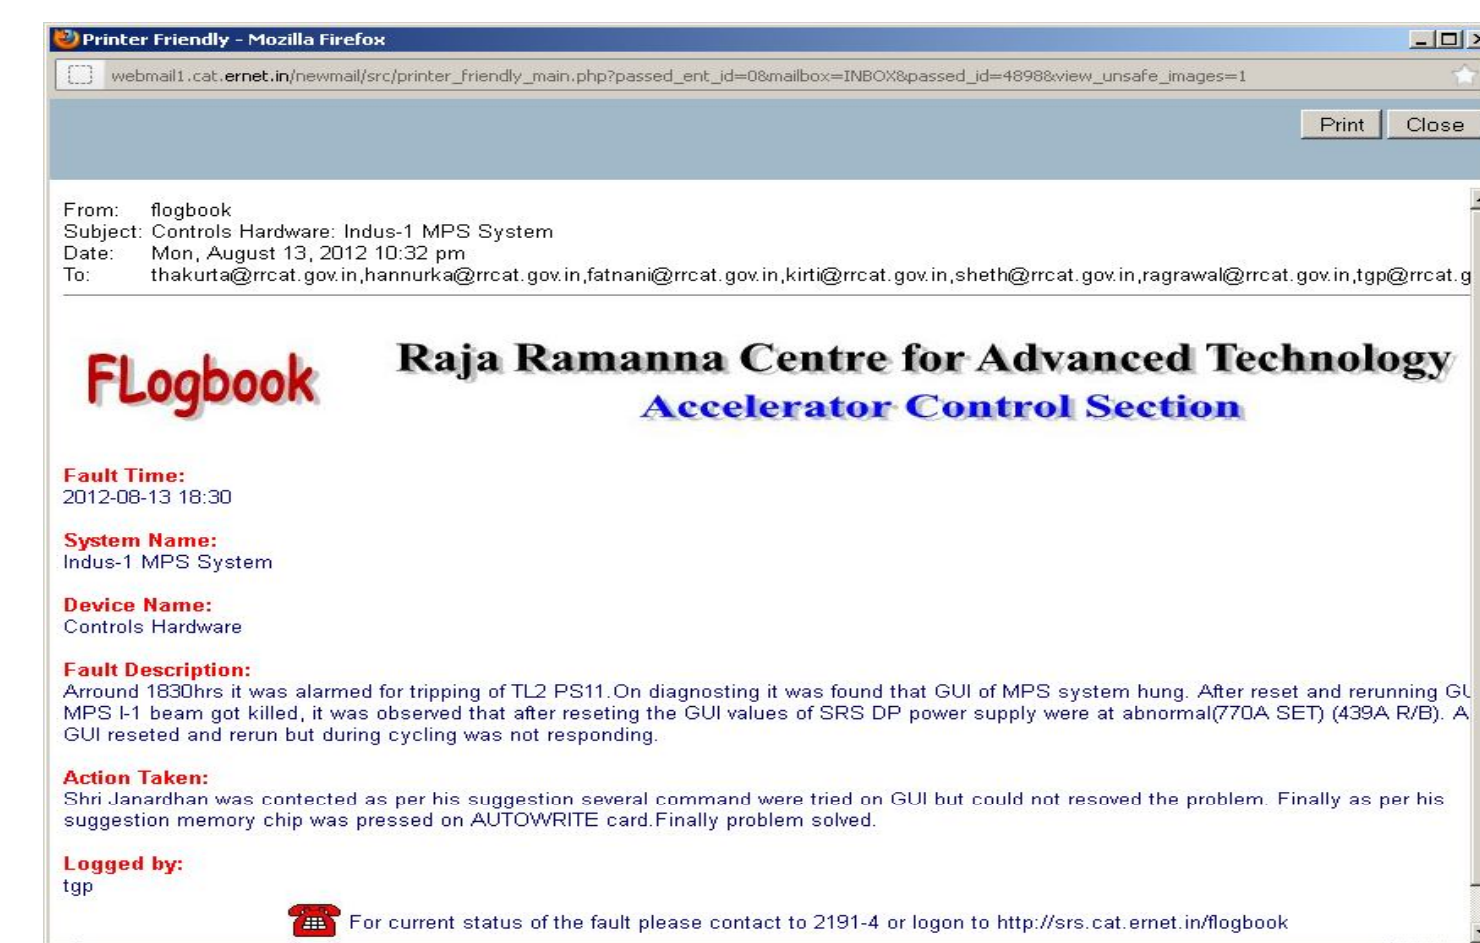 Printer Friendly - Mozilla Firefox
webmail1.cat.ernet.in/newmail/src/printer_friendly_main.php?passed_ent_id=0&mailbox=INBOX&passed_id=4898&view_unsafe_images=1
Print Close
From: flogbook
Subject: Controls Hardware: Indus-1 MPS System
Date: Mon, August 13, 2012 10:32 pm
To: thakurta@rrcat.gov.in,hannurka@rrcat.gov.in,fatnani@rrcat.gov.in,kirti@rrcat.gov.in,sheth@rrcat.gov.in,ragrawal@rrcat.gov.in,tgp@rrcat.g
FLogbook
Raja Ramanna Centre for Advanced Technology
Accelerator Control Section
Fault Time:
2012-08-13 18:30
System Name:
Indus-1 MPS System
Device Name:
Controls Hardware
Fault Description:
Arround 1830hrs it was alarmed for tripping of TL2 PS11.On diagnosting it was found that GUI of MPS system hung. After reset and rerunning GU
MPS I-1 beam got killed, it was observed that after reseting the GUI values of SRS DP power supply were at abnormal(770A SET) (439A R/B). A
GUI reseted and rerun but during cycling was not responding.
Action Taken:
Shri Janardhan was contected as per his suggestion several command were tried on GUI but could not resoved the problem. Finally as per his
suggestion memory chip was pressed on AUTOWRITE card.Finally problem solved.
Logged by:
tgp
For current status of the fault please contact to 2191-4 or logon to http://srs.cat.ernet.in/flogbook